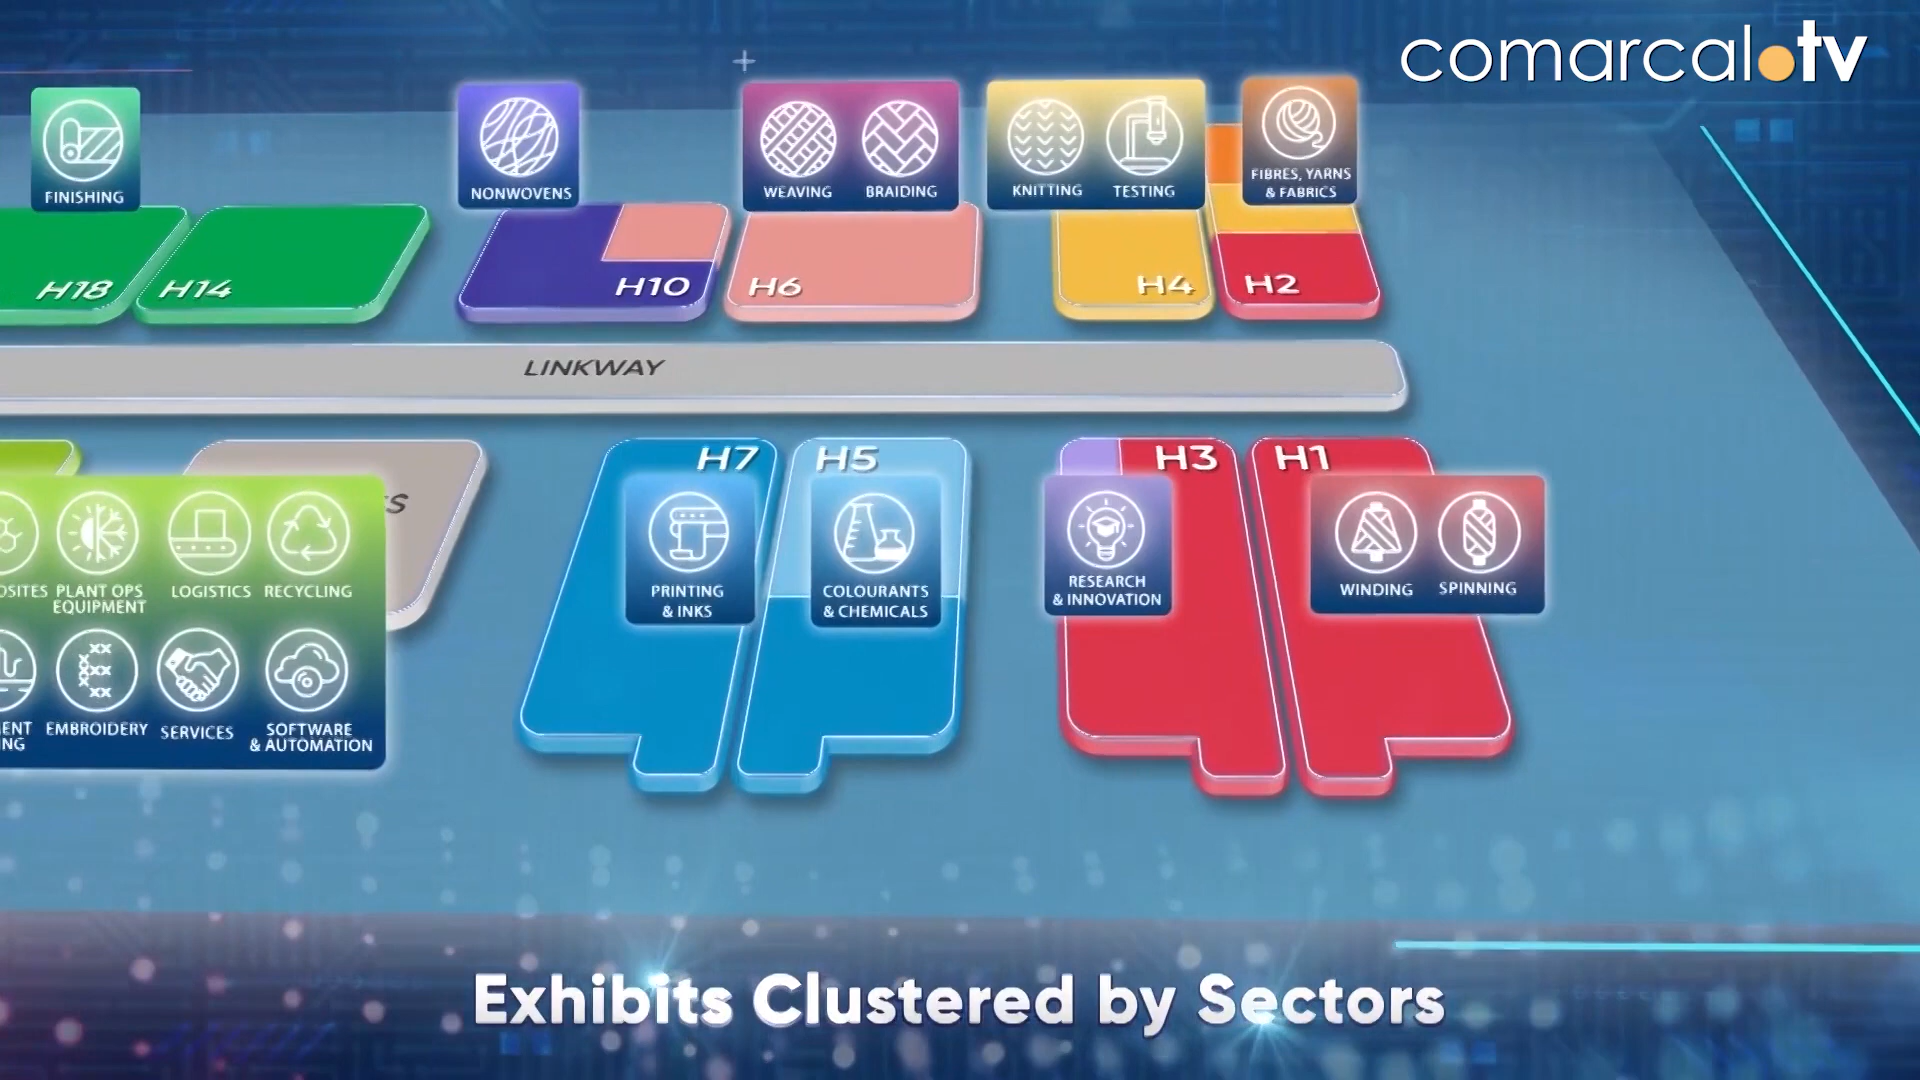 comarcal.tv
FINISHING
NONWOVENS
WEAVING
BRAIDING
KNITTING
TESTING
FIBRES, YARNS
& FABRICS
H18
H14
H10
H6
H4
H2
LINKWAY
H7
H5
H3
H1
PLANT OPS
EQUIPMENT
LOGISTICS
RECYCLING
PRINTING
& INKS
COLOURANTS
& CHEMICALS
RESEARCH
& INNOVATION
WINDING
SPINNING
EMBROIDERY
SERVICES
SOFTWARE
& AUTOMATION
Exhibits Clustered by Sectors